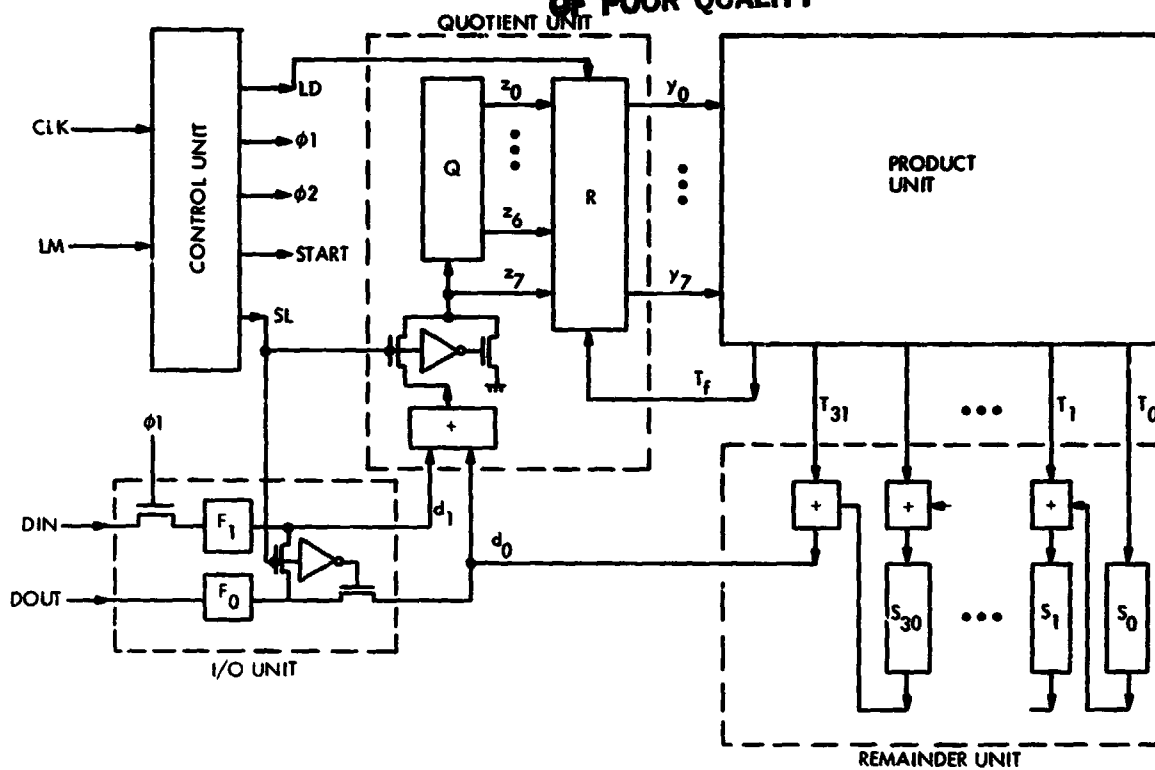 OF POOR QUALITY
QUOTIENT UNIT
CLK
LM
CONTROL UNIT
LD
φ1
φ2
START
SL
Q
z0
z6
z7
R
y0
y7
PRODUCT
UNIT
Tf
+
T31
T1
T0
φ1
DIN
F1
d1
d0
DOUT
F0
I/O UNIT
+
+
+
S30
S1
S0
REMAINDER UNIT